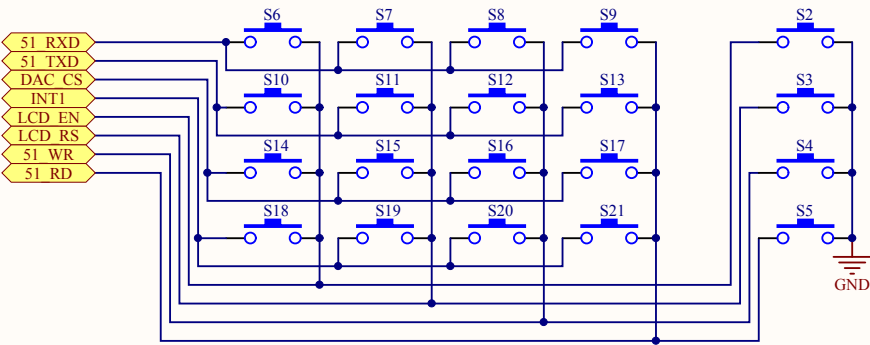 S6 S7 S8 S9 S2
51_RXD
51_TXD
DAC_CS
S10 S11 S12 S13 S3
INT1
LCD_EN
LCD_RS
S14 S15 S16 S17 S4
51_WR
51_RD
S18 S19 S20 S21 S5
GND